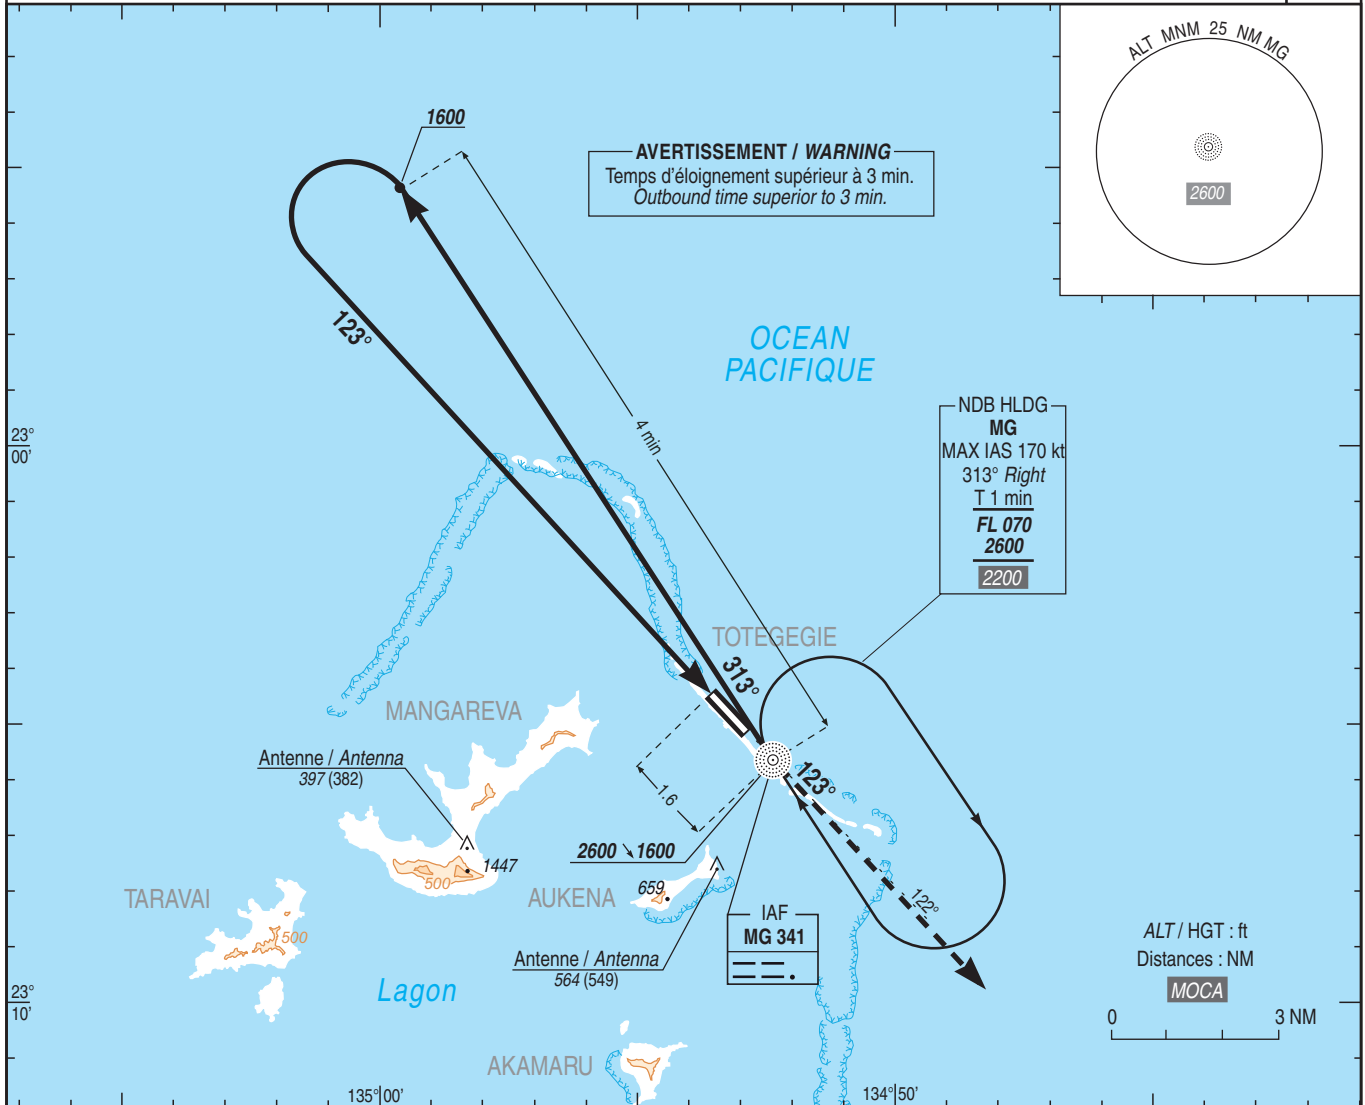 ALT MNM 25 NM MG
2600
1600
AVERTISSEMENT / WARNING
Temps d'éloignement supérieur à 3 min.
Outbound time superior to 3 min.
123°
OCEAN
PACIFIQUE
4 min
NDB HLDG
MG
MAX IAS 170 kt
313° Right
T 1 min
FL 070
2600
2200
23°
00'
TOTEGEGIE
313°
MANGAREVA
Antenne / Antenna
397 (382)
1.6
123°
2600 ↘ 1600
1447
500
TARAVAI
500
AUKENA
659
122°
IAF
MG 341
Antenne / Antenna
564 (549)
Lagon
ALT / HGT : ft
Distances : NM
MOCA
0 3 NM
23°
10'
AKAMARU
135°00'
134°50'